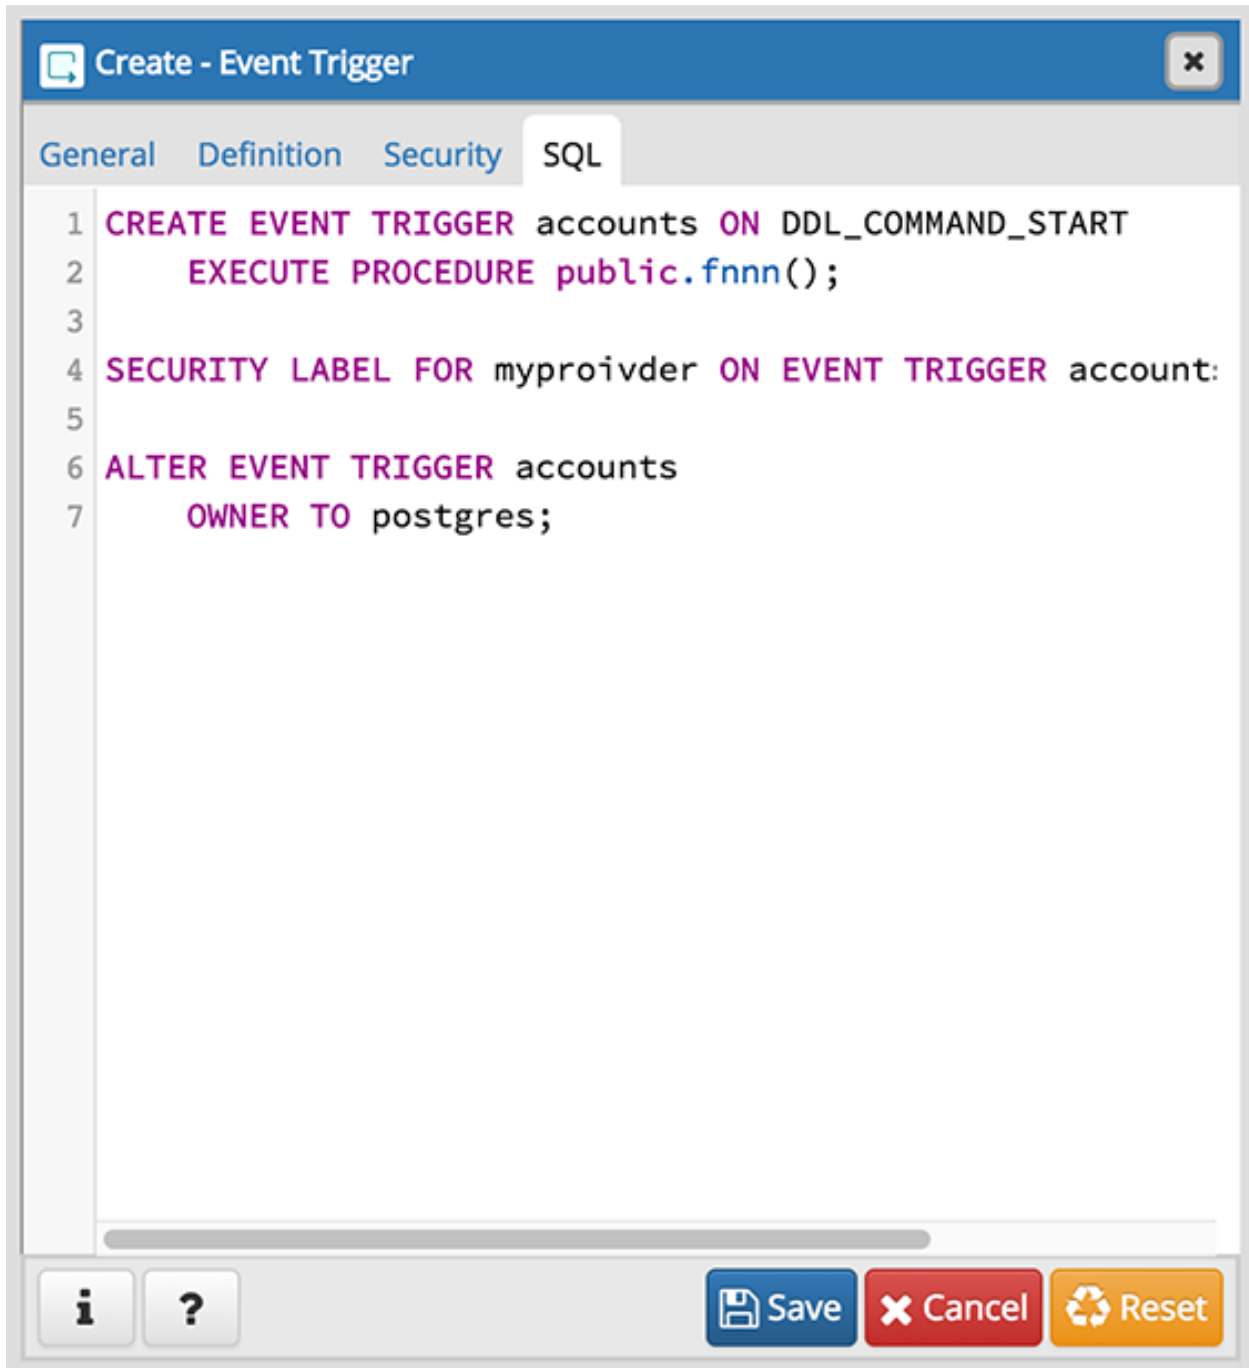 Create - Event Trigger
General Definition Security SQL
1 CREATE EVENT TRIGGER accounts ON DDL_COMMAND_START
2 EXECUTE PROCEDURE public.fnnn();
3
4 SECURITY LABEL FOR myproivder ON EVENT TRIGGER account
5
6 ALTER EVENT TRIGGER accounts
7 OWNER TO postgres;
i ? Save Cancel Reset